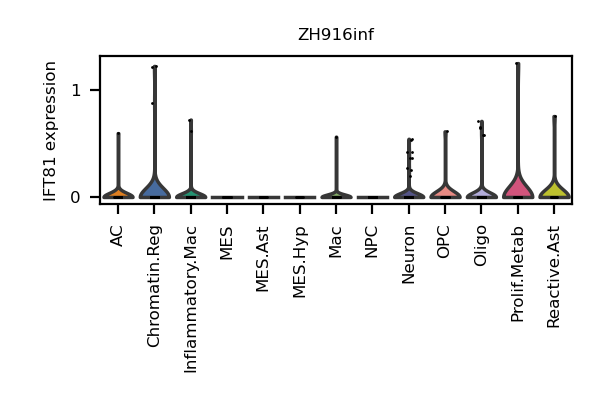 ZH916inf
IFT81 expression
1
0
AC
Chromatin.Reg
Inflammatory.Mac
MES
MES.Ast
MES.Hyp
Mac
NPC
Neuron
OPC
Oligo
Prolif.Metab
Reactive.Ast